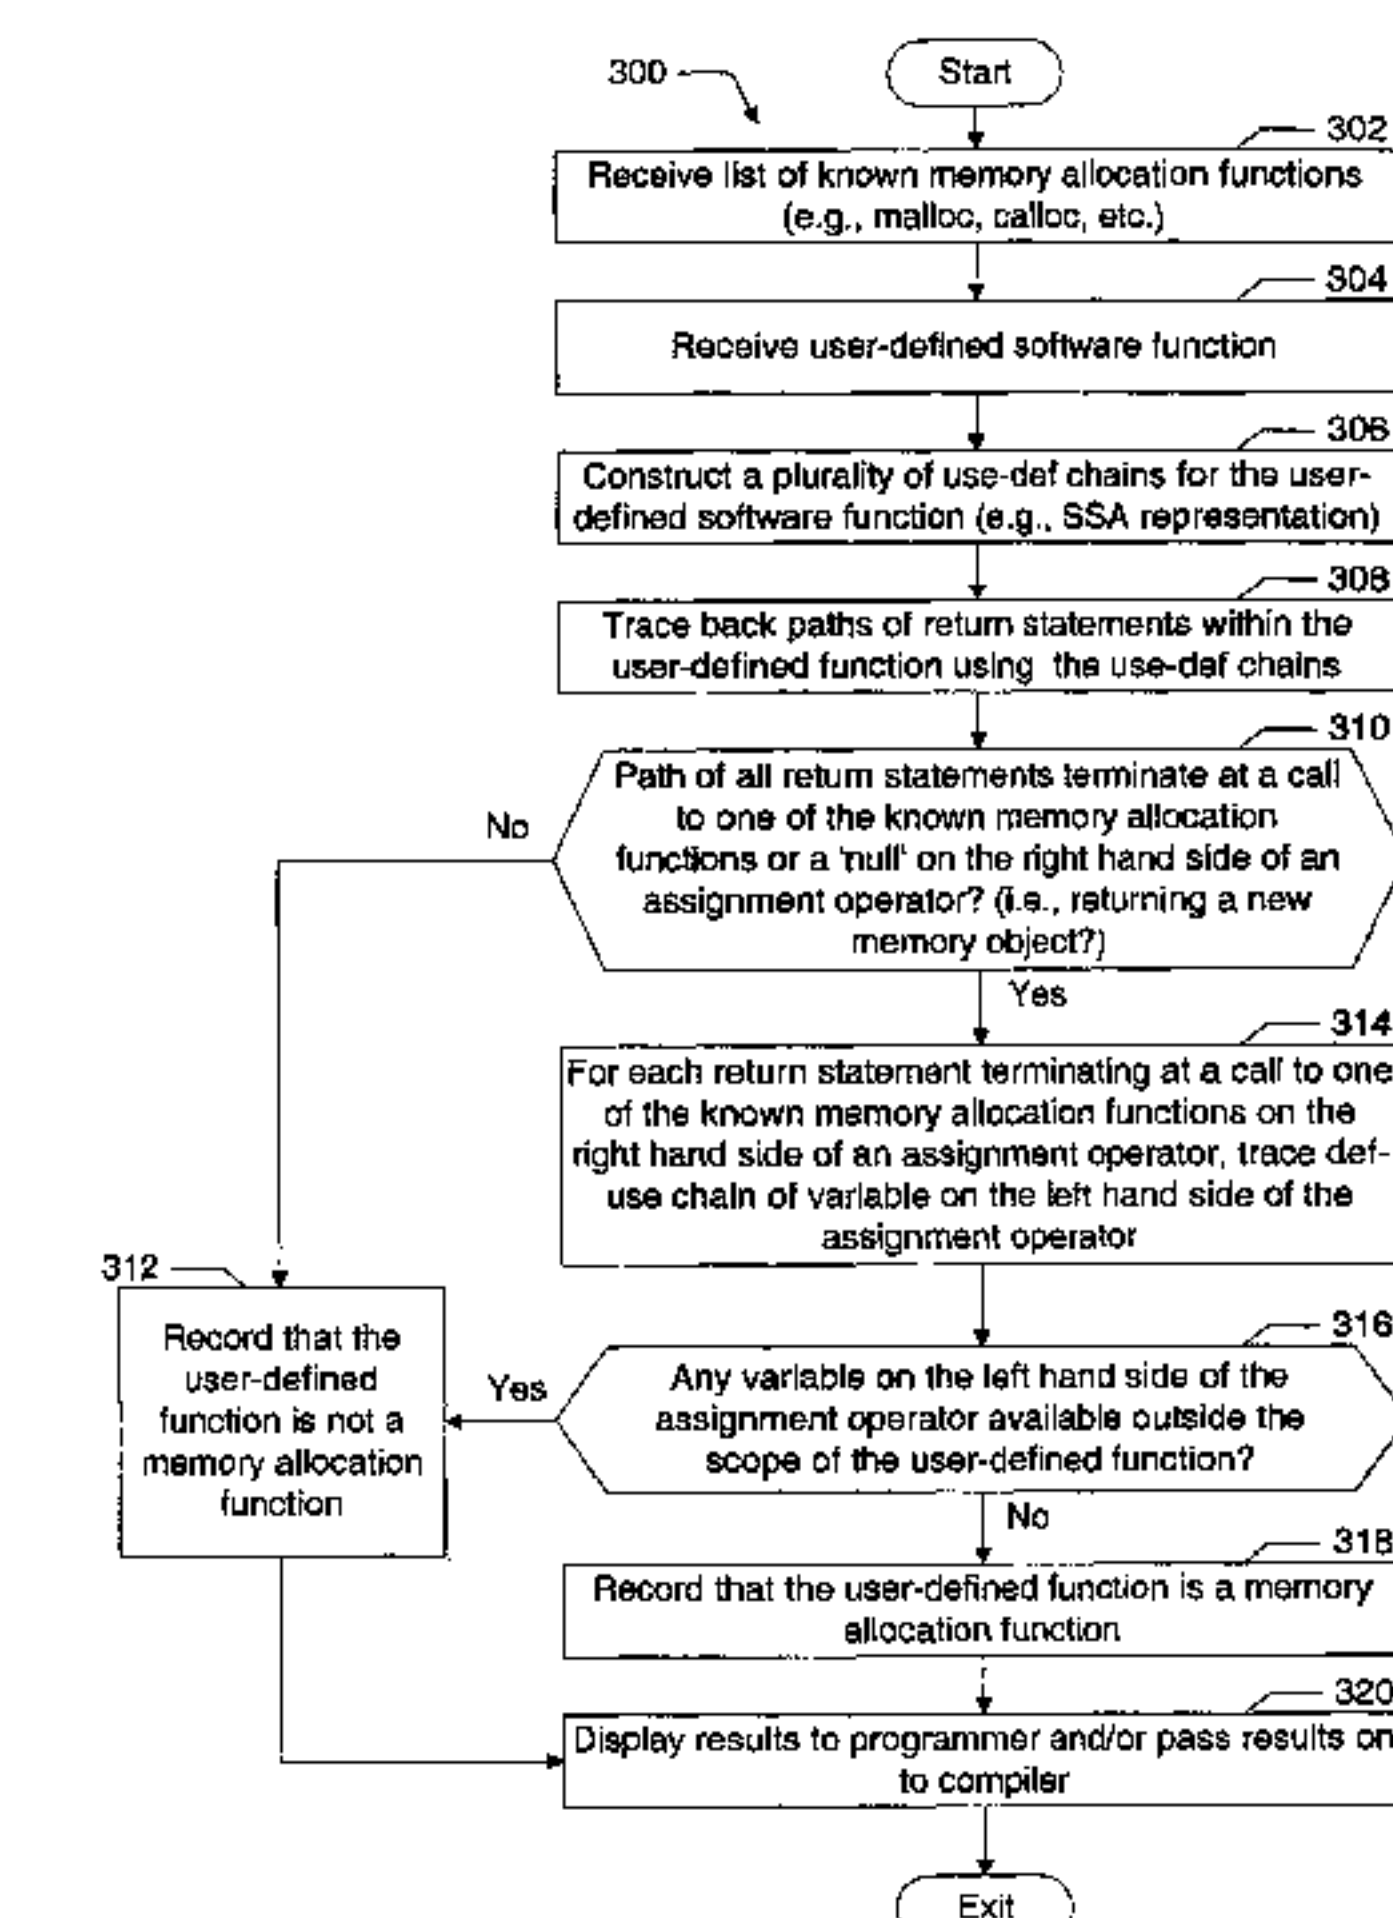 300
Start
302
Receive list of known memory allocation functions
(e.g., malloc, calloc, etc.)
304
Receive user-defined software function
306
Construct a plurality of use-def chains for the user-
defined software function (e.g., SSA representation)
308
Trace back paths of return statements within the
user-defined function using the use-def chains
310
Path of all return statements terminate at a call
to one of the known memory allocation
functions or a 'null' on the right hand side of an
assignment operator? (i.e., returning a new
memory object?)
No
Yes
314
For each return statement terminating at a call to one
of the known memory allocation functions on the
right hand side of an assignment operator, trace def-
use chain of variable on the left hand side of the
assignment operator
312
Record that the
user-defined
function is not a
memory allocation
function
316
Any variable on the left hand side of the
assignment operator available outside the
scope of the user-defined function?
Yes
No
318
Record that the user-defined function is a memory
allocation function
320
Display results to programmer and/or pass results on
to compiler
Exit